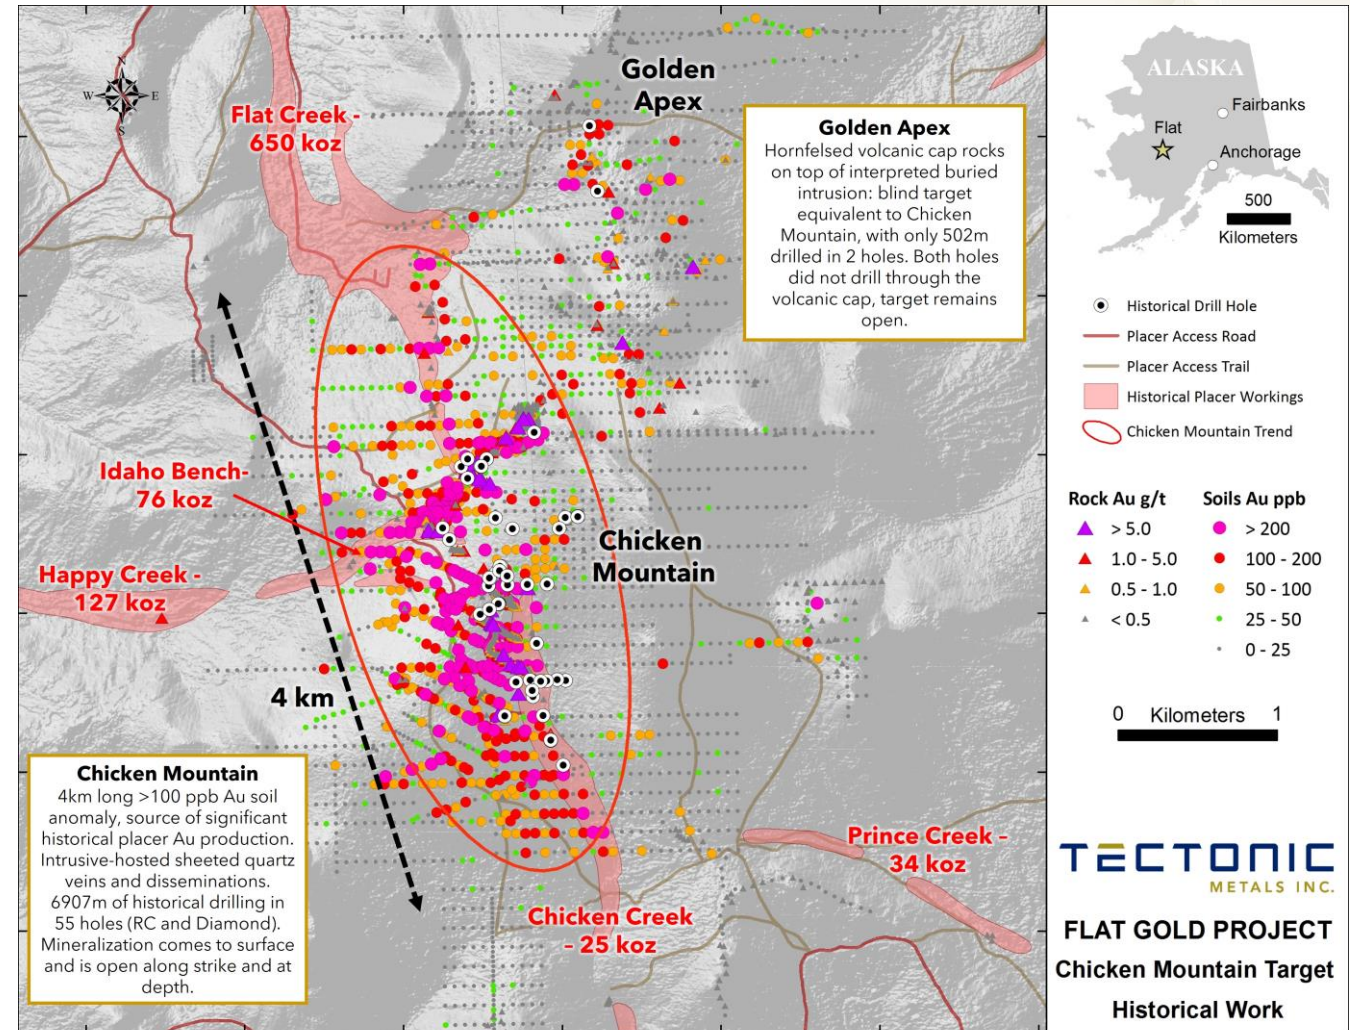 N
W
E
S
Flat Creek -
650 koz
Golden
Apex
Golden Apex
Hornfelsed volcanic cap rocks
on top of interpreted buried
intrusion: blind target
equivalent to Chicken
Mountain, with only 502m
drilled in 2 holes. Both holes
did not drill through the
volcanic cap, target remains
open.
Idaho Bench-
76 koz
Happy Creek -
127 koz
Chicken
Mountain
4 km
Chicken Mountain
4km long >100 ppb Au soil
anomaly, source of significant
historical placer Au production.
Intrusive-hosted sheeted quartz
veins and disseminations.
6907m of historical drilling in
55 holes (RC and Diamond).
Mineralization comes to surface
and is open along strike and at
depth.
Chicken Creek
- 25 koz
Prince Creek –
34 koz
ALASKA
Fairbanks
Flat
Anchorage
500
Kilometers
Historical Drill Hole
Placer Access Road
Placer Access Trail
Historical Placer Workings
Chicken Mountain Trend
Rock Au g/t
> 5.0
1.0 - 5.0
0.5 - 1.0
< 0.5
Soils Au ppb
> 200
100 - 200
50 - 100
25 - 50
0 - 25
0 Kilometers 1
TECTONIC
METALS INC.
FLAT GOLD PROJECT
Chicken Mountain Target
Historical Work